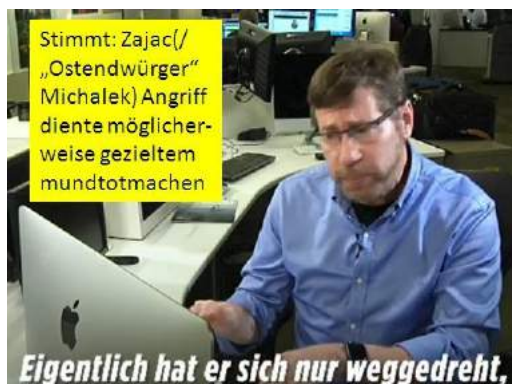 Stimmt: Zajac(/
„Ostendwürger“
Michalek) Angriff
diente möglicher-
weise gezieltem
mundtotmachen
Eigentlich hat er sich nur weggedreht,